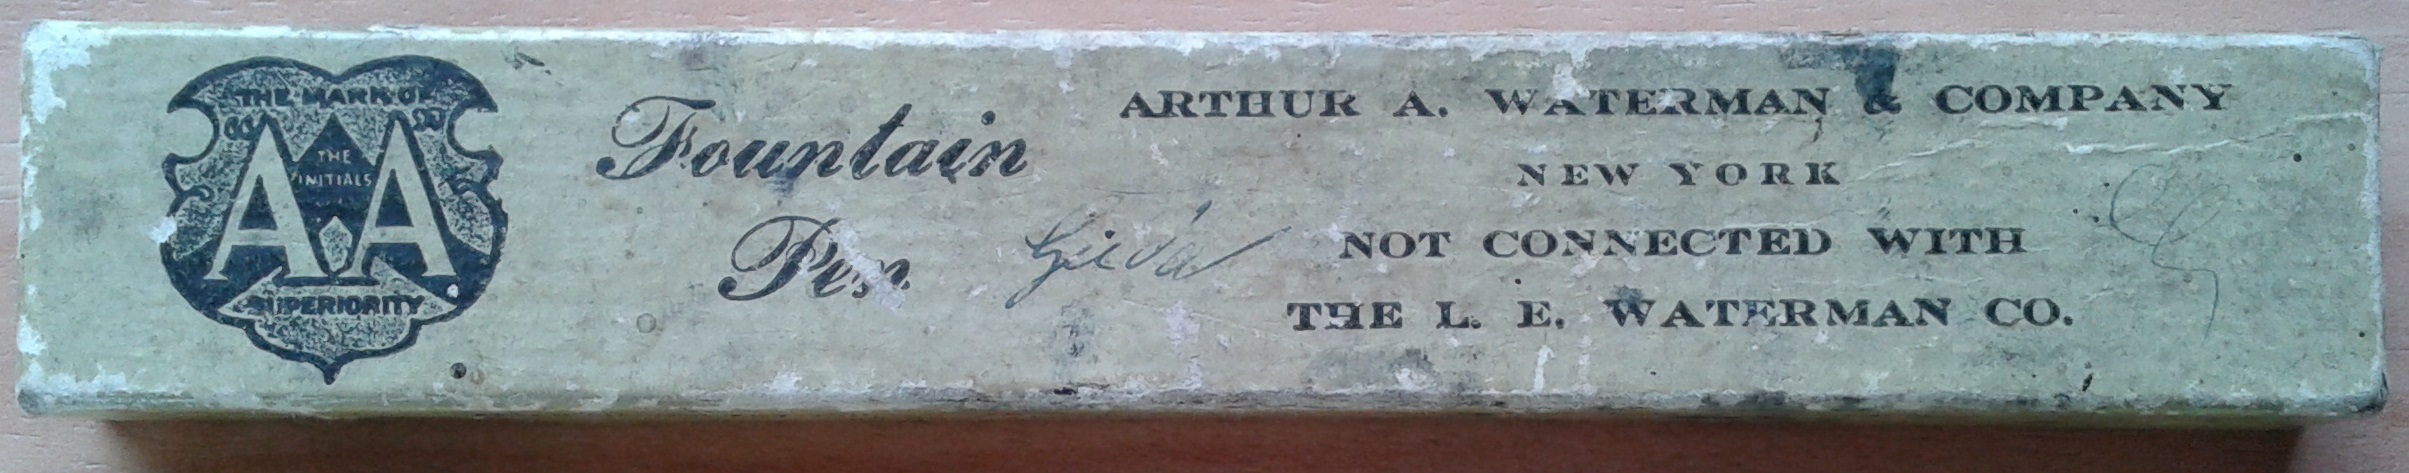 THE MARK OF
AA
THE
INITIALS
SUPERIORITY
Fountain
Pen
ARTHUR A. WATERMAN & COMPANY
NEW YORK
NOT CONNECTED WITH
THE L. E. WATERMAN CO.